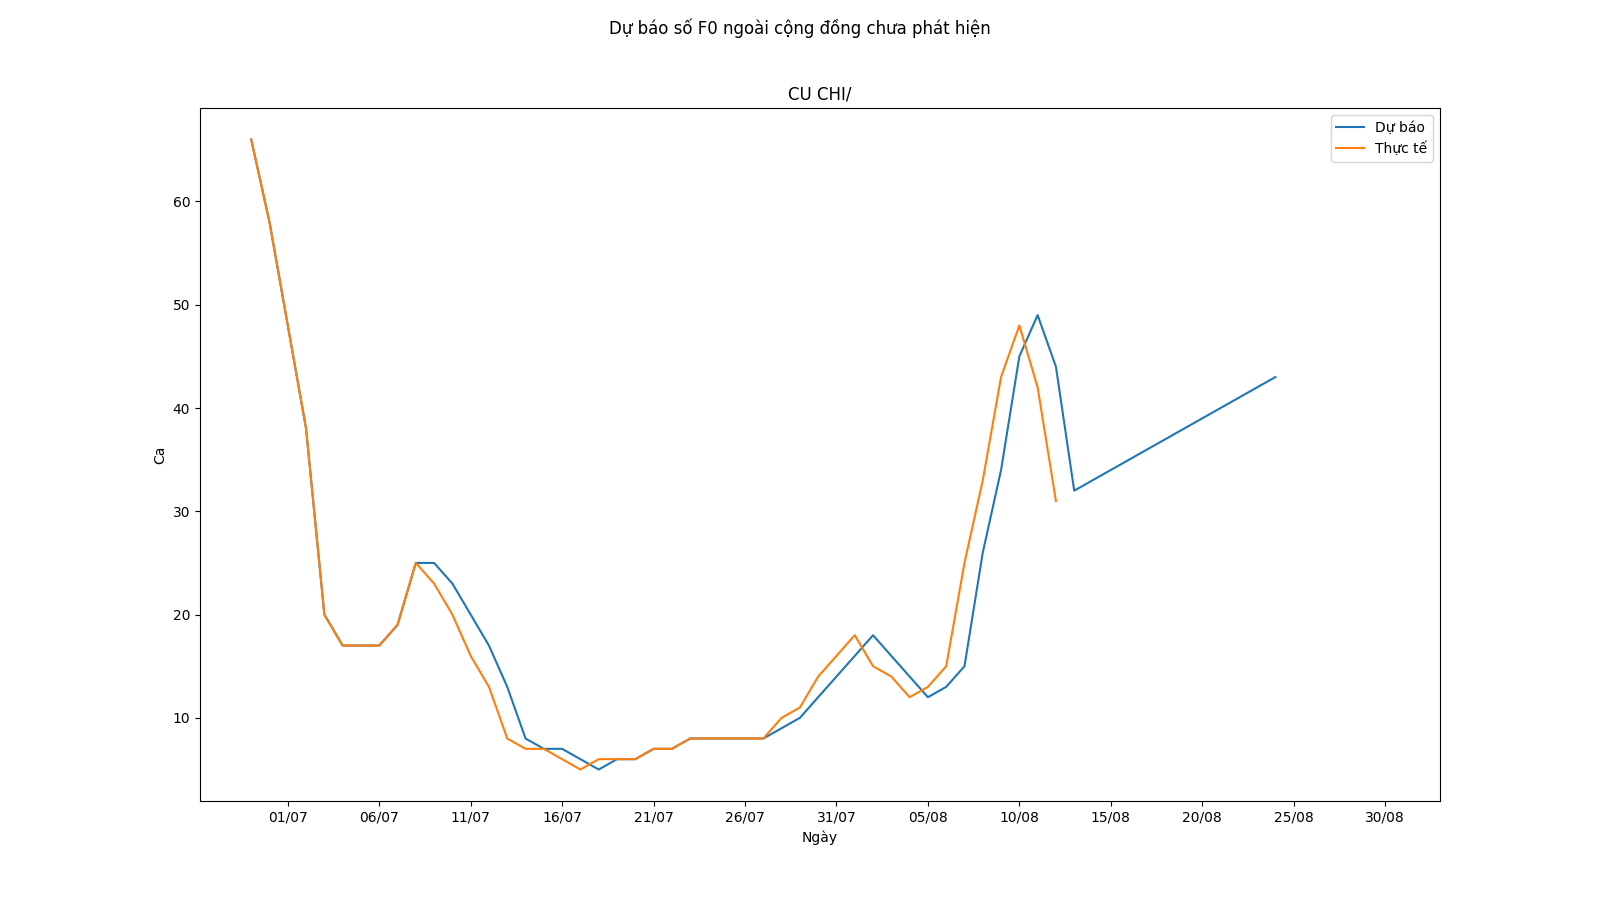 Dự báo số F0 ngoài cộng đồng chưa phát hiện
CU CHI/
Dự báo
Thực tế
60
50
40
30
20
10
Ca
01/07 06/07 11/07 16/07 21/07 26/07 31/07 05/08 10/08 15/08 20/08 25/08 30/08
Ngày